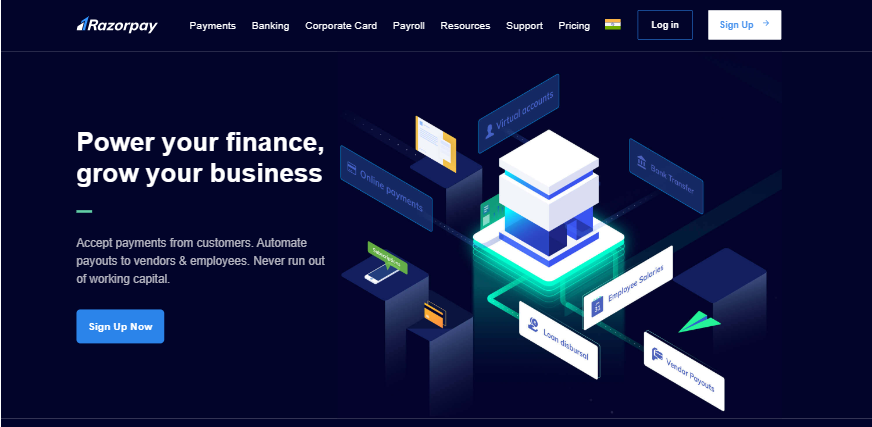 Razorpay
Payments Banking Corporate Card Payroll Resources Support Pricing Log in Sign Up
Power your finance,
grow your business
Accept payments from customers. Automate
payouts to vendors & employees. Never run out
of working capital.
Sign Up Now
Virtual accounts
Online payments
Bank Transfer
Subscriptions
Employee Salaries
31
Loan disbursal
Vendor Payouts